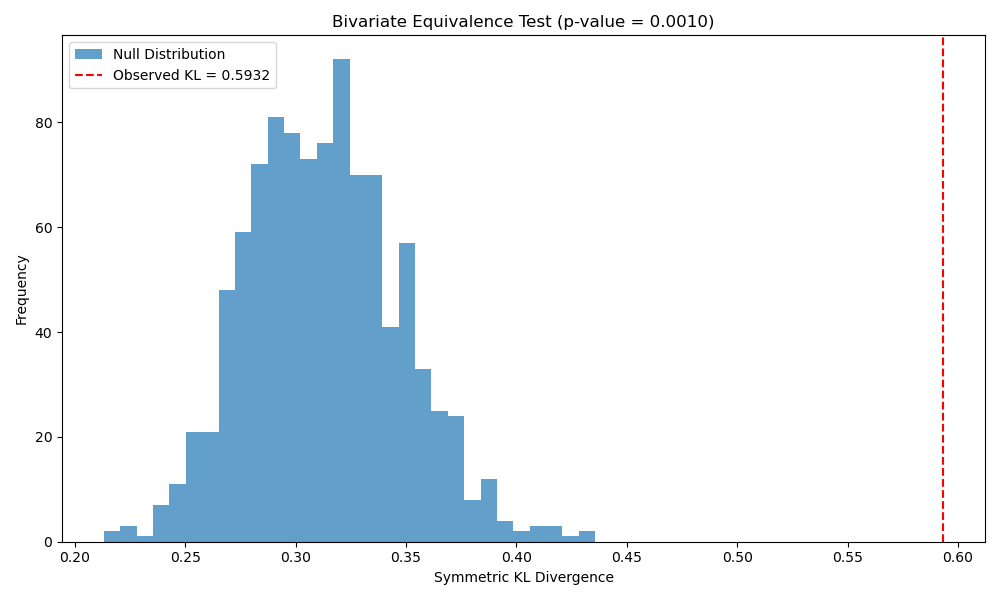 Bivariate Equivalence Test (p-value = 0.0010)
Null Distribution
Observed KL = 0.5932
Frequency
80
60
40
20
0
0.20 0.25 0.30 0.35 0.40 0.45 0.50 0.55 0.60
Symmetric KL Divergence